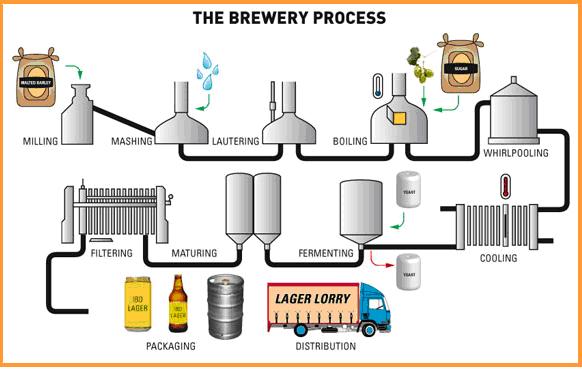 THE BREWERY PROCESS
MALTED BARLEY
SUGAR
MILLING
MASHING
LAUTERING
BOILING
WHIRLPOOLING
YEAST
FILTERING
MATURING
FERMENTING
YEAST
COOLING
IBD
LAGER
IBD
LAGER
LAGER LORRY
PACKAGING
DISTRIBUTION